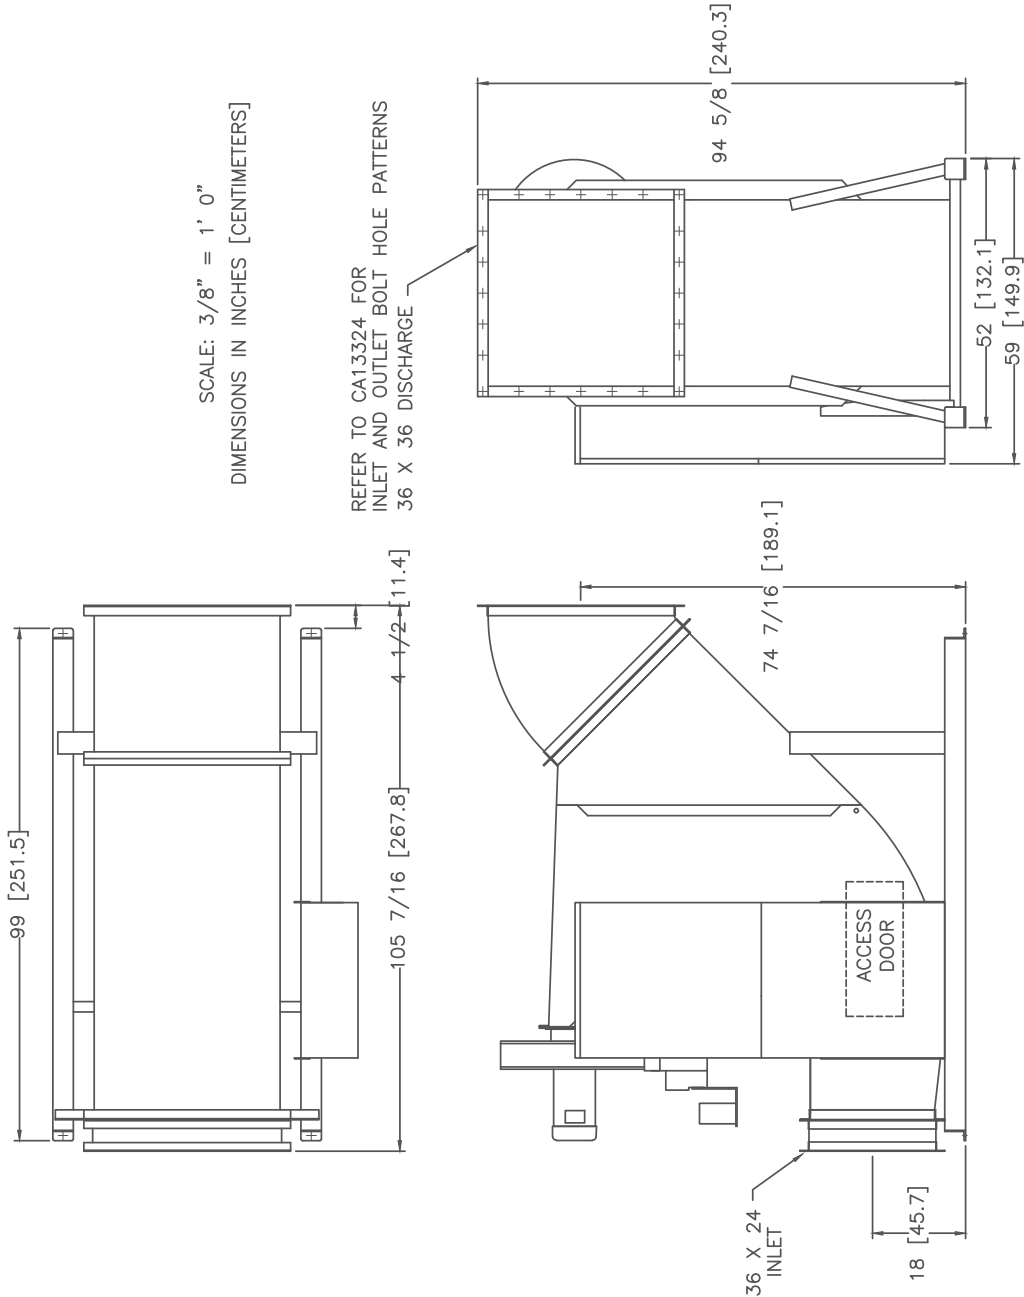 SCALE: 3/8" = 1' 0"
DIMENSIONS IN INCHES [CENTIMETERS]
REFER TO CA13324 FOR
INLET AND OUTLET BOLT HOLE PATTERNS
36 X 36 DISCHARGE
99 [251.5]
4 1/2 [11.4]
105 7/16 [267.8]
94 5/8 [240.3]
52 [132.1]
59 [149.9]
74 7/16 [189.1]
ACCESS
DOOR
36 X 24
INLET
18 [45.7]